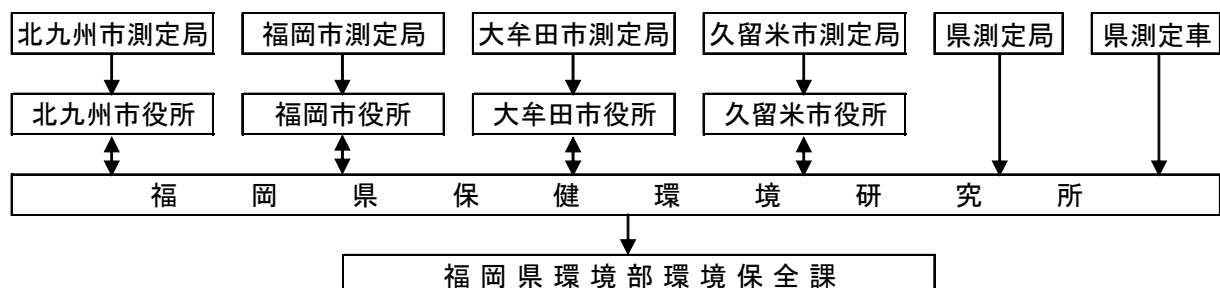 北九州市測定局 福岡市測定局 大牟田市測定局 久留米市測定局 県測定局 県測定車
北九州市役所 福岡市役所 大牟田市役所 久留米市役所
福岡県保健環境研究所
福岡県環境部環境保全課